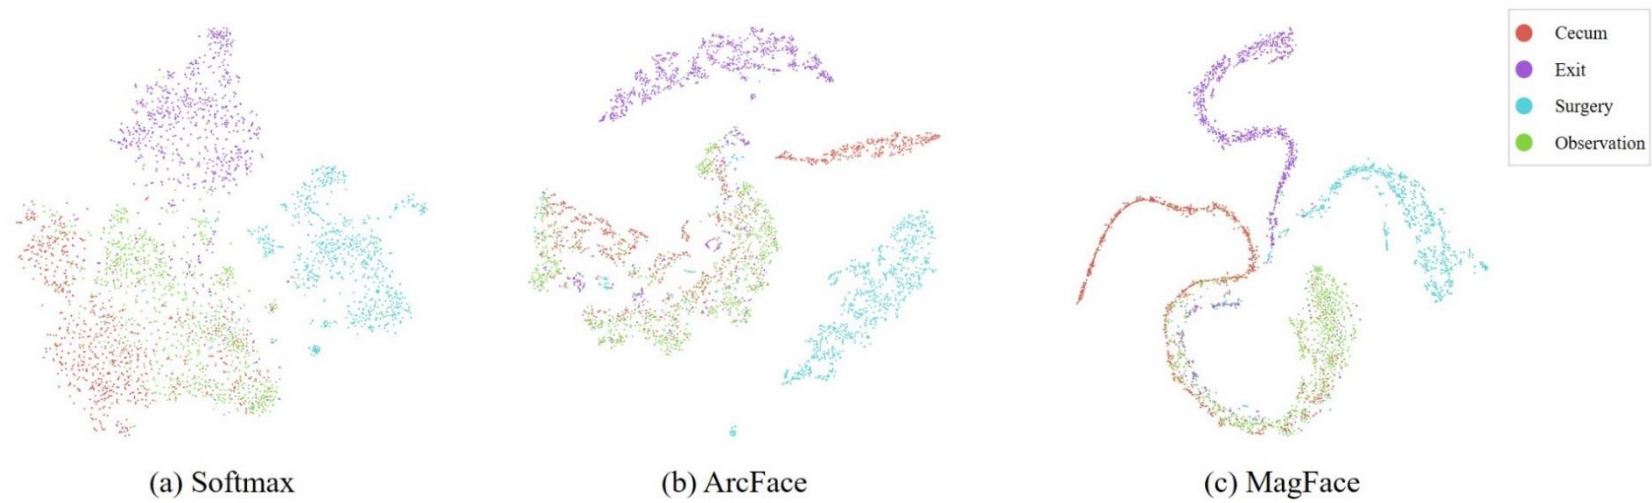 Cecum
Exit
Surgery
Observation
(a) Softmax
(b) ArcFace
(c) MagFace